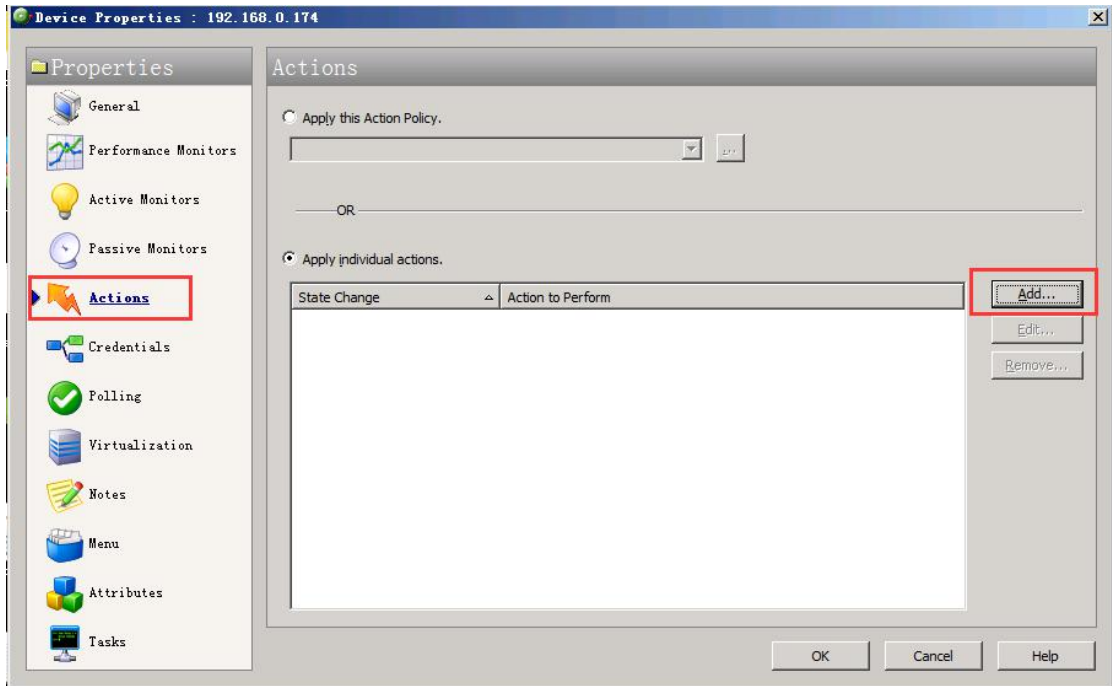 Device Properties : 192.168.0.174
Properties
General
Performance Monitors
Active Monitors
Passive Monitors
Actions
Credentials
Polling
Virtualization
Notes
Menu
Attributes
Tasks
Actions
Apply this Action Policy.
...
OR
Apply individual actions.
State Change Action to Perform
Add...
Edit...
Remove...
OK Cancel Help